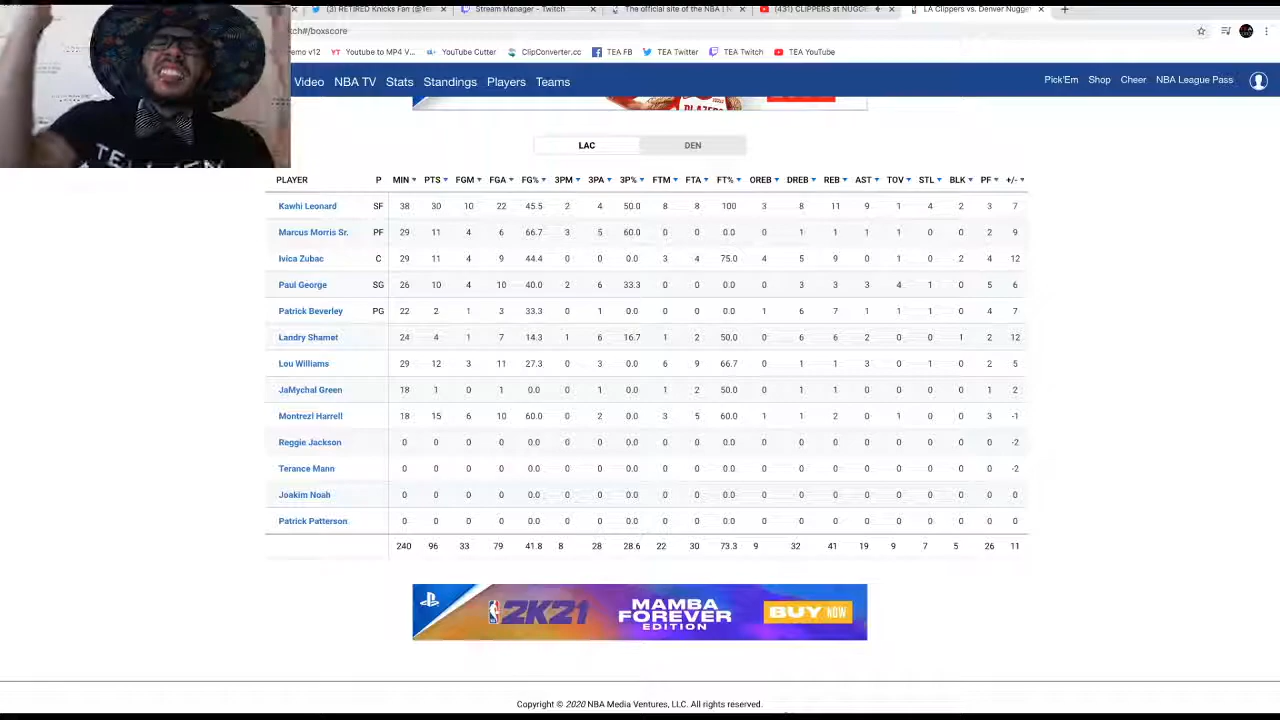 (3) RETIRED Knicks Fan (@Te
Stream Manager - Twitch
The official site of the NBA | N
(431) CLIPPERS at NUGG
LA Clippers vs. Denver Nugge
ch#/boxscore
emo v12 YT Youtube to MP4 V... YouTube Cutter ClipConverter.cc TEA FB TEA Twitter TEA Twitch TEA YouTube
Video NBA TV Stats Standings Players Teams Pick'Em Shop Cheer NBA League Pass
LAC DEN
PLAYER P MIN PTS FGM FGA FG% 3PM 3PA 3P% FTM FTA FT% OREB DREB REB AST TOV STL BLK PF +/-
Kawhi Leonard SF 38 30 10 22 45.5 2 4 50.0 8 8 100 3 8 11 9 1 4 2 3 7
Marcus Morris Sr. PF 29 11 4 6 66.7 3 5 60.0 0 0 0.0 0 1 1 1 1 0 0 2 9
Ivica Zubac C 29 11 4 9 44.4 0 0 0.0 3 4 75.0 4 5 9 0 1 0 2 4 12
Paul George SG 26 10 4 10 40.0 2 6 33.3 0 0 0.0 0 3 3 3 4 1 0 5 6
Patrick Beverley PG 22 2 1 3 33.3 0 1 0.0 0 0 0.0 1 6 7 1 1 1 0 4 7
Landry Shamet 24 4 1 7 14.3 1 6 16.7 1 2 50.0 0 6 6 2 0 0 1 2 12
Lou Williams 29 12 3 11 27.3 0 3 0.0 6 9 66.7 0 1 1 3 0 1 0 2 5
JaMychal Green 18 1 0 1 0.0 0 1 0.0 1 2 50.0 0 1 1 0 0 0 0 1 2
Montrezl Harrell 18 15 6 10 60.0 0 2 0.0 3 5 60.0 1 1 2 0 1 0 0 3 -1
Reggie Jackson 0 0 0 0 0.0 0 0 0.0 0 0 0.0 0 0 0 0 0 0 0 0 -2
Terance Mann 0 0 0 0 0.0 0 0 0.0 0 0 0.0 0 0 0 0 0 0 0 0 -2
Joakim Noah 0 0 0 0 0.0 0 0 0.0 0 0 0.0 0 0 0 0 0 0 0 0 0
Patrick Patterson 0 0 0 0 0.0 0 0 0.0 0 0 0.0 0 0 0 0 0 0 0 0 0
240 96 33 79 41.8 8 28 28.6 22 30 73.3 9 32 41 19 9 7 5 26 11
NBA 2K21 MAMBA FOREVER EDITION BUY NOW
Copyright © 2020 NBA Media Ventures, LLC. All rights reserved.